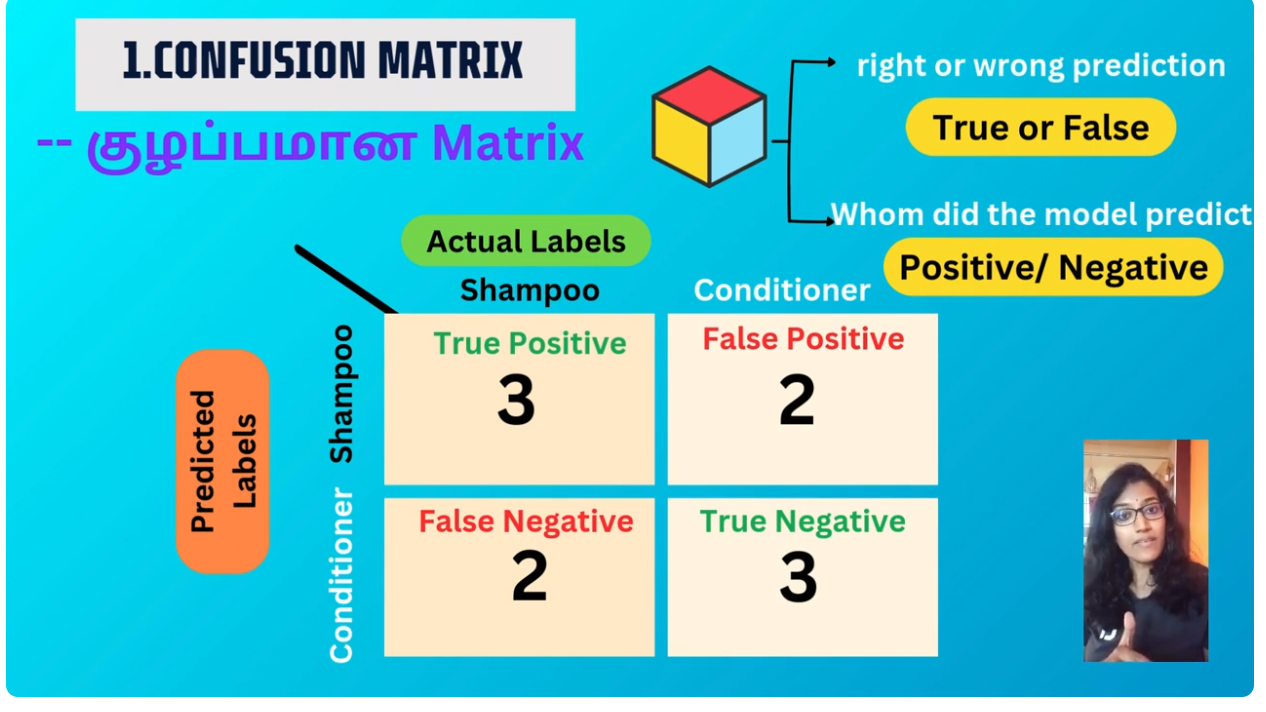 1.CONFUSION MATRIX
-- குழப்பமான Matrix
right or wrong prediction
True or False
Whom did the model predict
Positive/ Negative
Actual Labels
Shampoo
Conditioner
Predicted
Labels
Shampoo
True Positive
False Positive
3
2
Conditioner
False Negative
True Negative
2
3